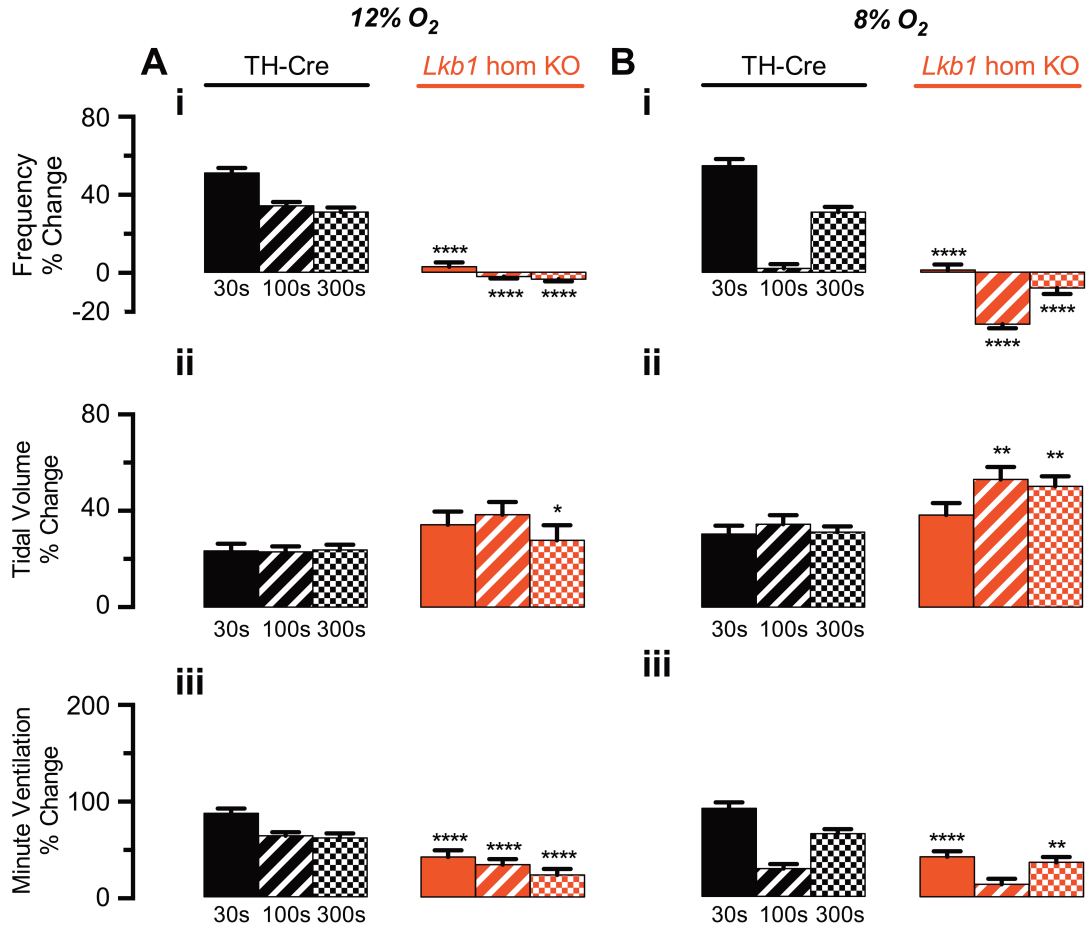 12% O2
8% O2
A
TH-Cre
Lkb1 hom KO
B
TH-Cre
Lkb1 hom KO
i
i
80
40
0
-20
Frequency
% Change
****
****
****
30s 100s 300s
****
****
****
30s 100s 300s
ii
ii
80
40
0
Tidal Volume
% Change
*
**
**
30s 100s 300s
30s 100s 300s
iii
iii
200
100
0
Minute Ventilation
% Change
****
****
****
****
**
30s 100s 300s
30s 100s 300s